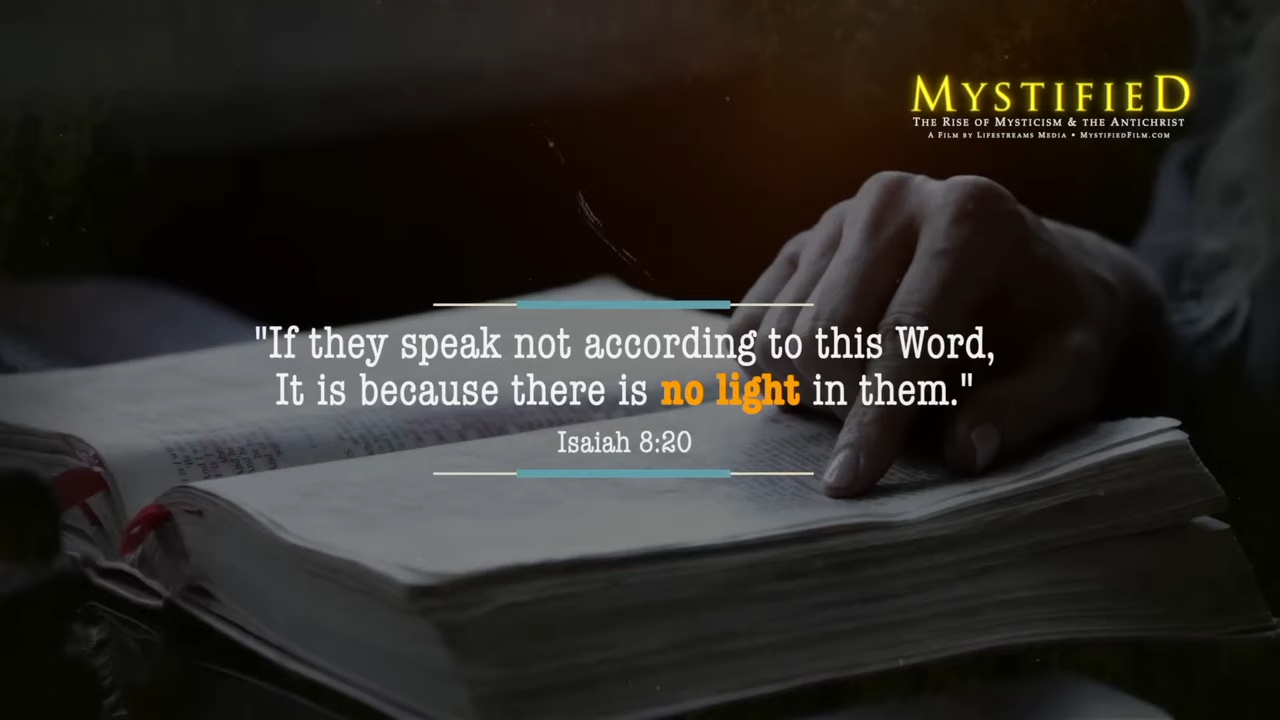 MYSTIFIED
THE RISE OF MYSTICISM & THE ANTICHRIST
A FILM BY LIFESTREAMS MEDIA • MYSTIFIEDFILM.COM
"If they speak not according to this Word,
It is because there is no light in them."
Isaiah 8:20